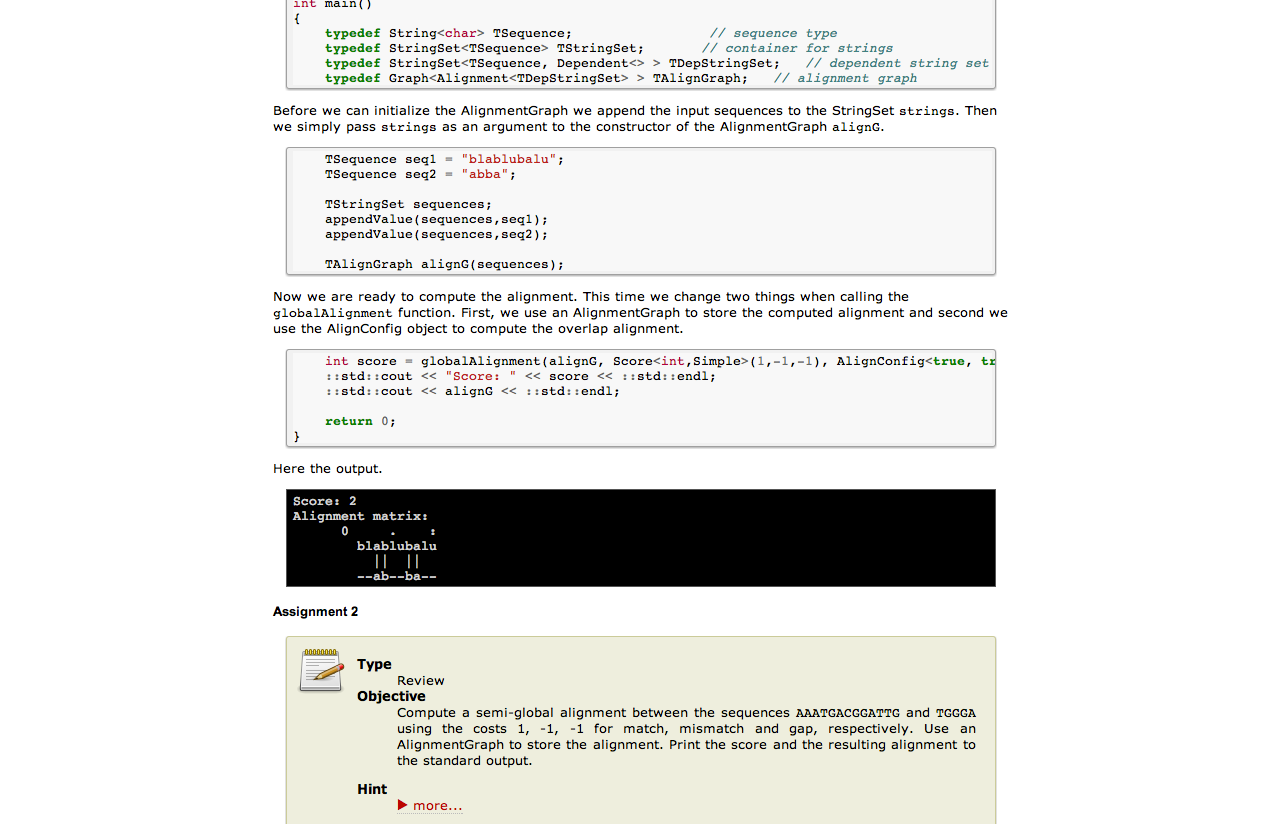 int main()
{
typedef String<char> TSequence; // sequence type
typedef StringSet<TSequence> TStringSet; // container for strings
typedef StringSet<TSequence, Dependent<> > TDepStringSet; // dependent string set
typedef Graph<Alignment<TDepStringSet> > TAlignGraph; // alignment graph
Before we can initialize the AlignmentGraph we append the input sequences to the StringSet strings. Then
we simply pass strings as an argument to the constructor of the AlignmentGraph alignG.
TSequence seq1 = "blablubalu";
TSequence seq2 = "abba";
TStringSet sequences;
appendValue(sequences,seq1);
appendValue(sequences,seq2);
TAlignGraph alignG(sequences);
Now we are ready to compute the alignment. This time we change two things when calling the
globalAlignment function. First, we use an AlignmentGraph to store the computed alignment and second we
use the AlignConfig object to compute the overlap alignment.
int score = globalAlignment(alignG, Score<int,Simple>(1,-1,-1), AlignConfig<true, tr
::std::cout << "Score: " << score << ::std::endl;
::std::cout << alignG << ::std::endl;
return 0;
}
Here the output.
Score: 2
Alignment matrix:
0 . :
blablubalu
|| ||
--ab--ba--
Assignment 2
Type
Review
Objective
Compute a semi-global alignment between the sequences AAATGACGGATTG and TGGGA
using the costs 1, -1, -1 for match, mismatch and gap, respectively. Use an
AlignmentGraph to store the alignment. Print the score and the resulting alignment to
the standard output.
Hint
more...